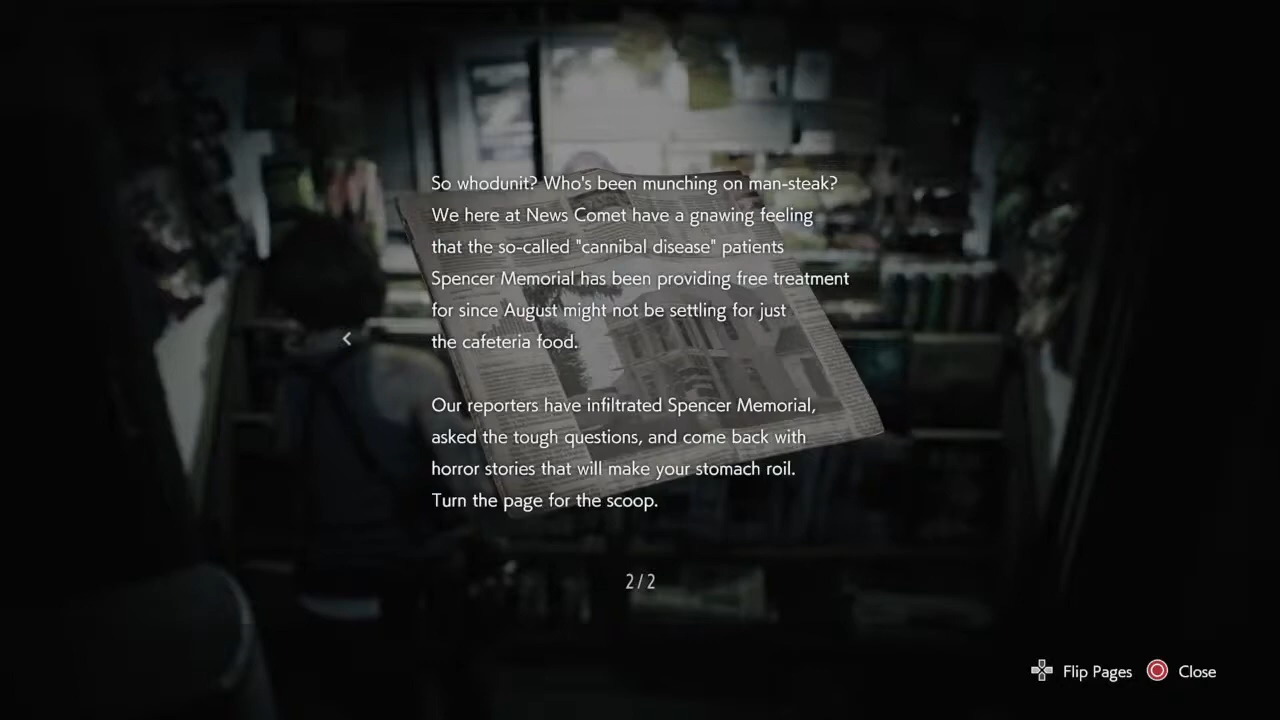 So whodunit? Who's been munching on man-steak?
We here at News Comet have a gnawing feeling
that the so-called "cannibal disease" patients
Spencer Memorial has been providing free treatment
for since August might not be settling for just
the cafeteria food.
Our reporters have infiltrated Spencer Memorial,
asked the tough questions, and come back with
horror stories that will make your stomach roil.
Turn the page for the scoop.
2/2
Flip Pages Close